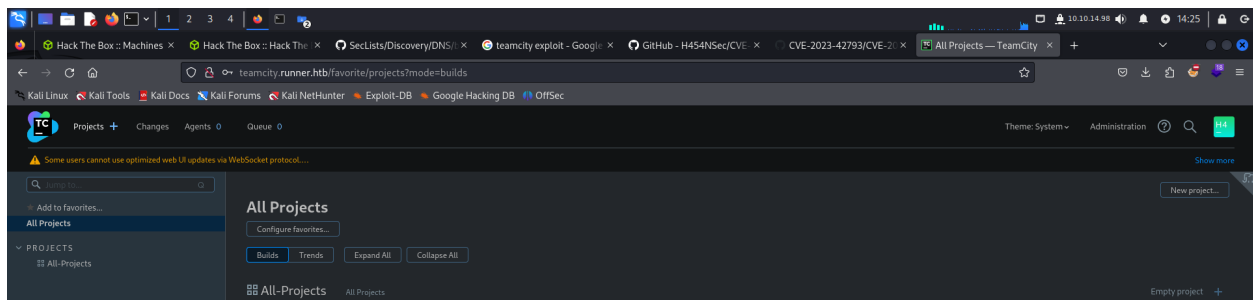 1 2 3 4 10.10.14.98 14:25
Hack The Box :: Machines Hack The Box :: Hack The SecLists/Discovery/DNS/ teamcity exploit - Google GitHub - H454NSec/CVE- CVE-2023-42793/CVE-20 All Projects — TeamCity
teamcity.runner.htb/favorite/projects?mode=builds 18
Kali Linux Kali Tools Kali Docs Kali Forums Kali NetHunter Exploit-DB Google Hacking DB OffSec
TC Projects Changes Agents 0 Queue 0 Theme: System Administration H4
Some users cannot use optimized web UI updates via WebSocket protocol.... Show more
Jump to... Q New project...
Add to favorites... All Projects
All Projects Configure favorites...
PROJECTS Builds Trends Expand All Collapse All
All-Projects
All-Projects All Projects Empty project